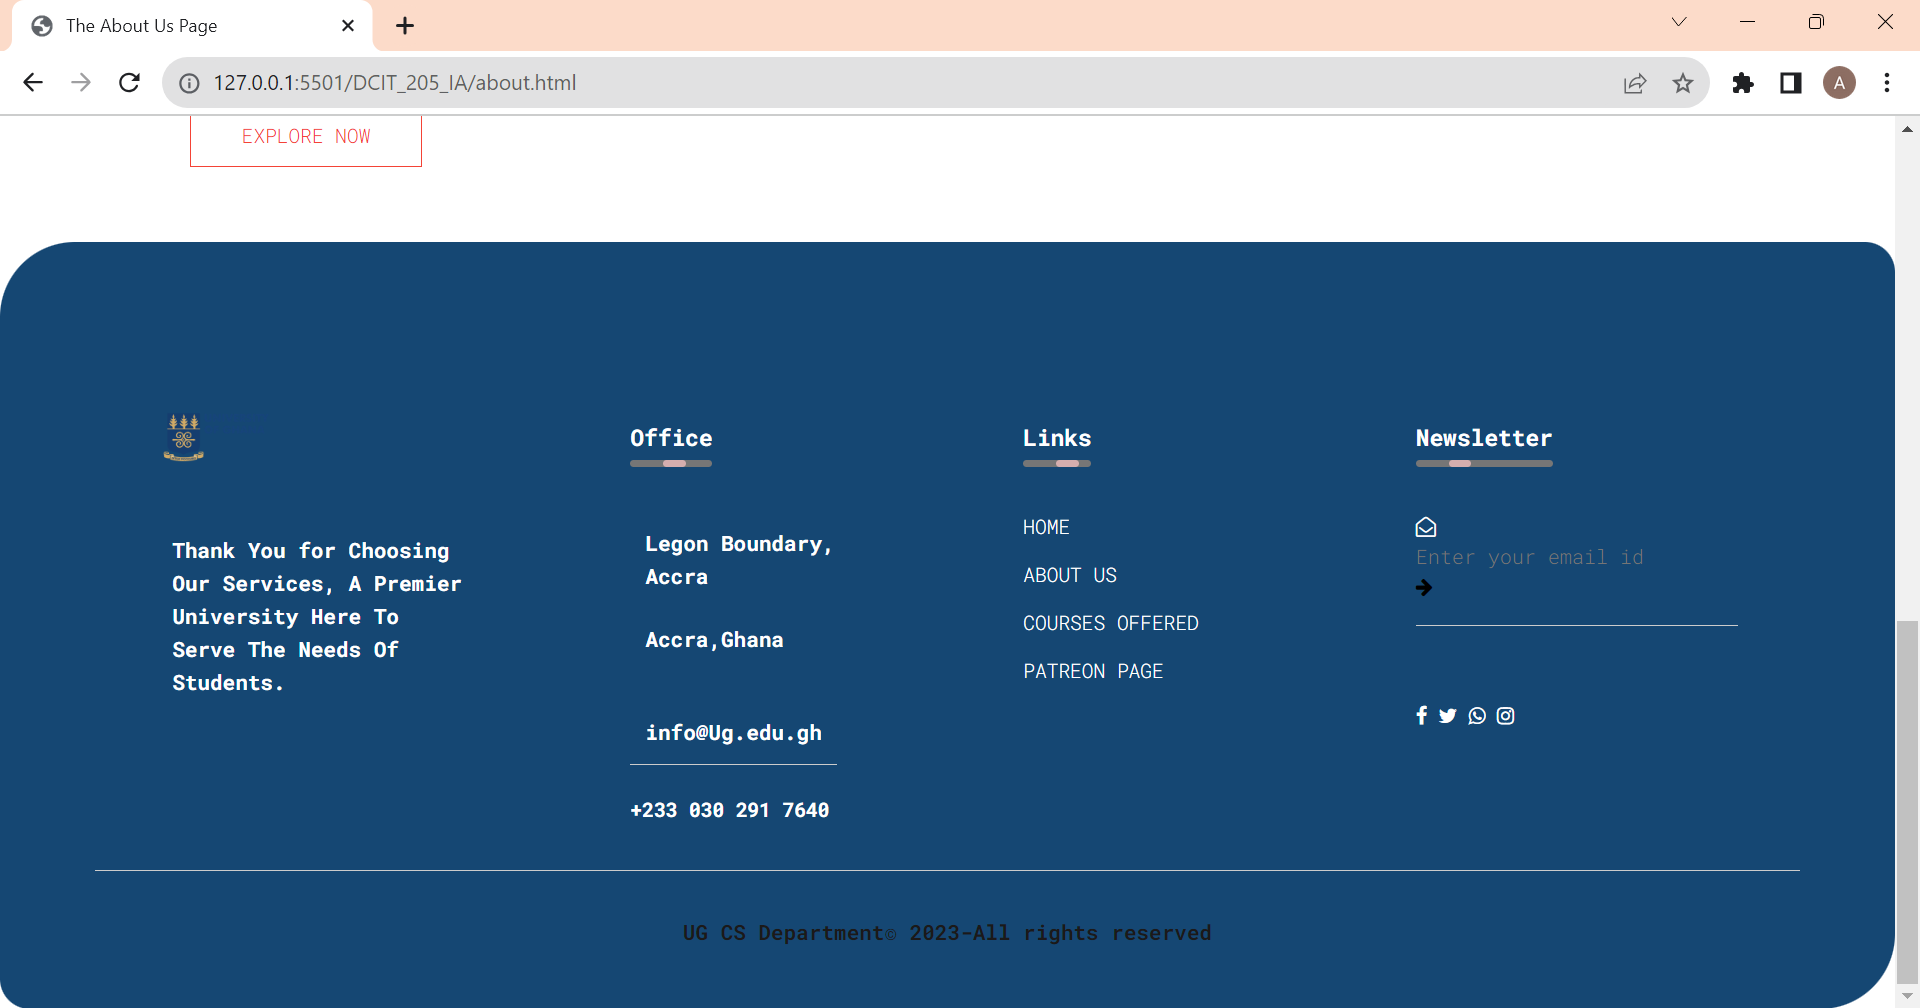 The About Us Page
127.0.0.1:5501/DCIT_205_IA/about.html
A
EXPLORE NOW
Thank You for Choosing
Our Services, A Premier
University Here To
Serve The Needs Of
Students.
Office
Legon Boundary,
Accra
Accra,Ghana
info@Ug.edu.gh
+233 030 291 7640
Links
HOME
ABOUT US
COURSES OFFERED
PATREON PAGE
Newsletter
Enter your email id
UG CS Department© 2023-All rights reserved